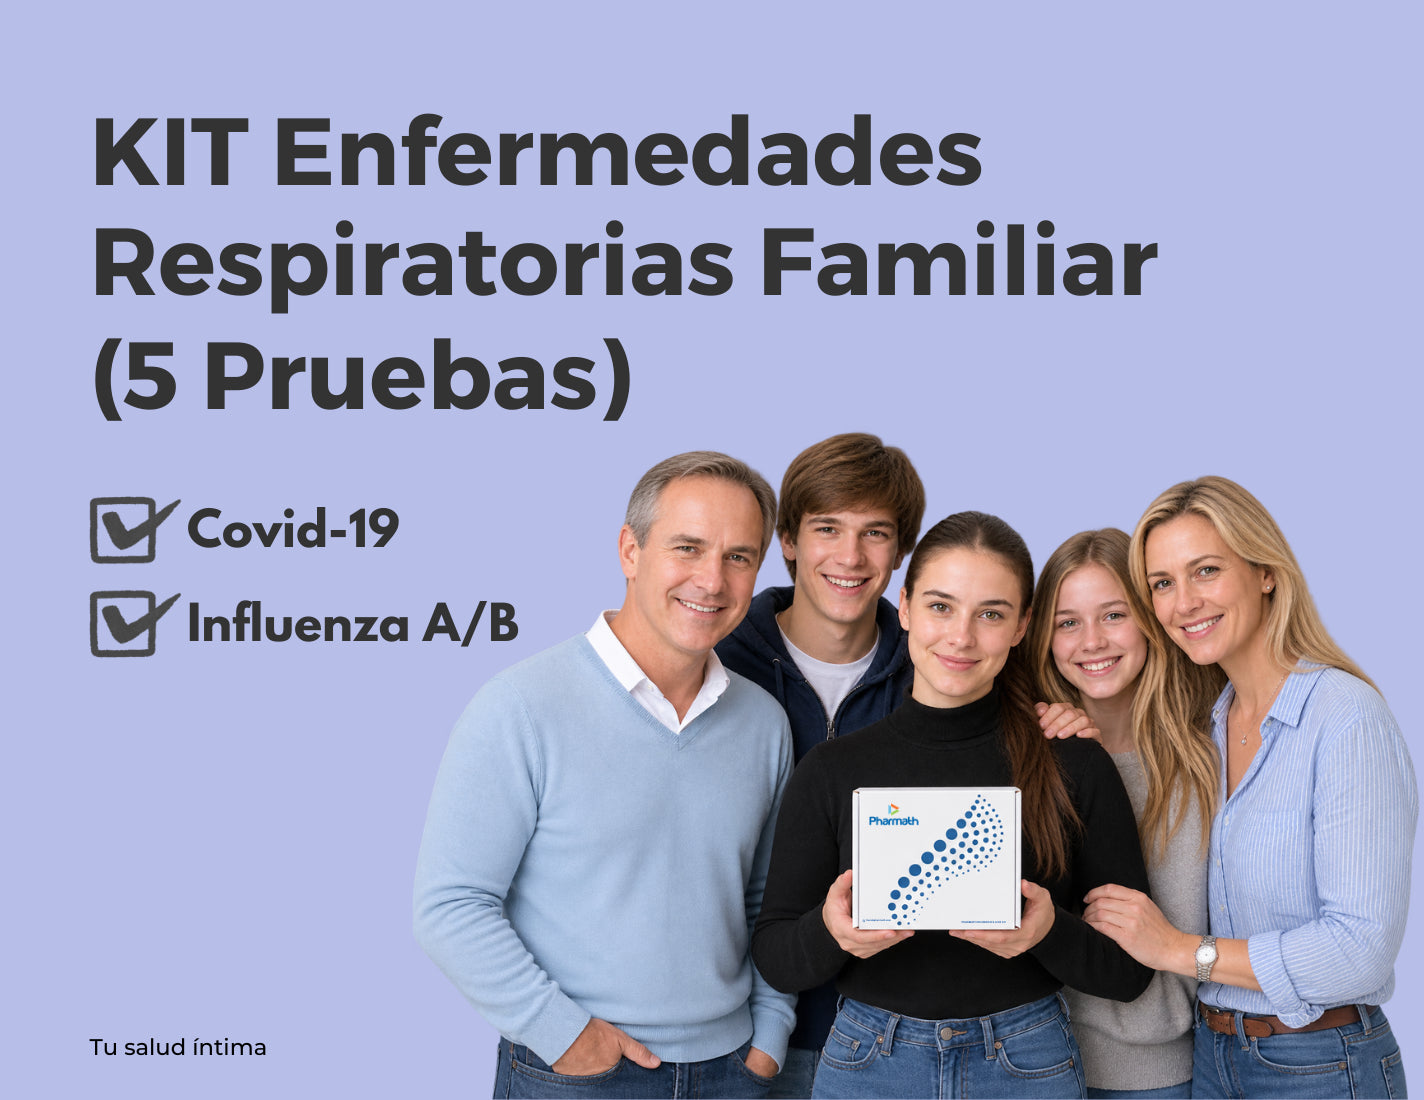 KIT Enfermedades
Respiratorias Familiar
(5 Pruebas)
Covid-19
Influenza A/B
Pharmath
Tu salud íntima